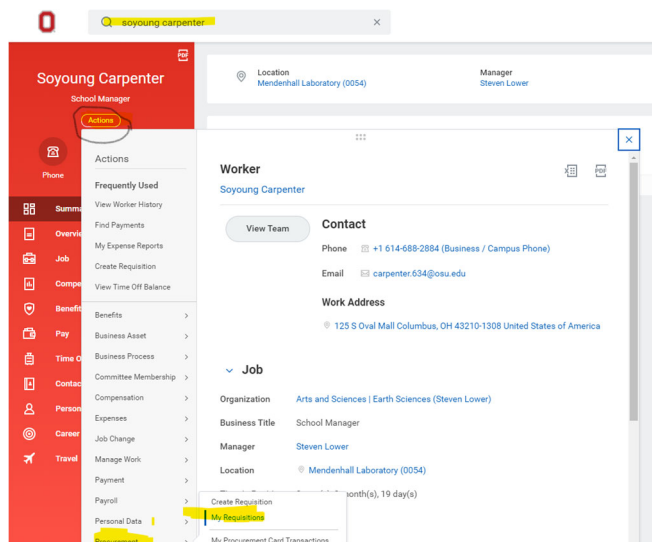 soyoung carpenter
PDF
Soyoung Carpenter
School Manager
Actions
Phone
Location
Mendenhall Laboratory (0054)
Manager
Steven Lower
Summa
Overvie
Job
Compe
Benefit
Pay
Time O
Contac
Person
Career
Travel
Actions
Frequently Used
View Worker History
Find Payments
My Expense Reports
Create Requisition
View Time Off Balance
Benefits
Business Asset
Business Process
Committee Membership
Compensation
Expenses
Job Change
Manage Work
Payment
Payroll
Personal Data
Procurement
Create Requisition
My Requisitions
My Procurement Card Transactions
Worker
PDF
Soyoung Carpenter
View Team
Contact
Phone +1 614-688-2884 (Business / Campus Phone)
Email carpenter.634@osu.edu
Work Address
125 S Oval Mall Columbus, OH 43210-1308 United States of America
Job
Organization Arts and Sciences | Earth Sciences (Steven Lower)
Business Title School Manager
Manager Steven Lower
Location Mendenhall Laboratory (0054)
month(s), 19 day(s)